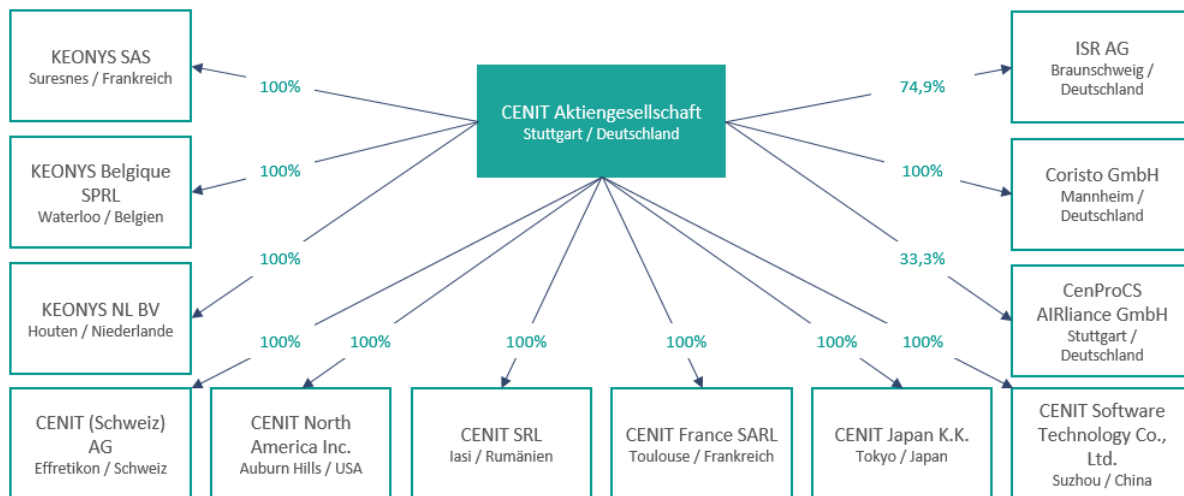 KEONYS SAS
Suresnes / Frankreich
100%
CENIT Aktiengesellschaft
Stuttgart / Deutschland
74,9%
ISR AG
Braunschweig /
Deutschland
KEONYS Belgique
SPRL
Waterloo / Belgien
100%
100%
Coristo GmbH
Mannheim /
Deutschland
KEONYS NL BV
Houten / Niederlande
100%
33,3%
CenProCS
AIRliance GmbH
Stuttgart /
Deutschland
100%
100%
100%
100%
100%
100%
CENIT (Schweiz)
AG
Effretikon / Schweiz
CENIT North
America Inc.
Auburn Hills / USA
CENIT SRL
Iasi / Rumänien
CENIT France SARL
Toulouse / Frankreich
CENIT Japan K.K.
Tokyo / Japan
CENIT Software
Technology Co.,
Ltd.
Suzhou / China